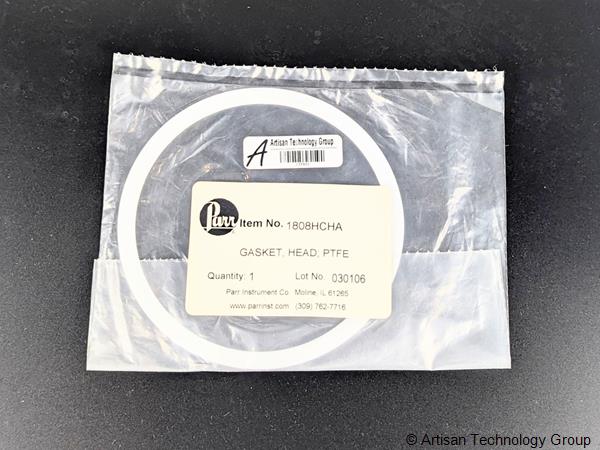 A Artisan Technology Group
Parr Item No. 1808HCHA
GASKET, HEAD; PTFE
Quantity: 1 Lot No. 030106
Parr Instrument Co. Moline, IL 61265
www.parrinst.com (309) 762-7716
© Artisan Technology Group